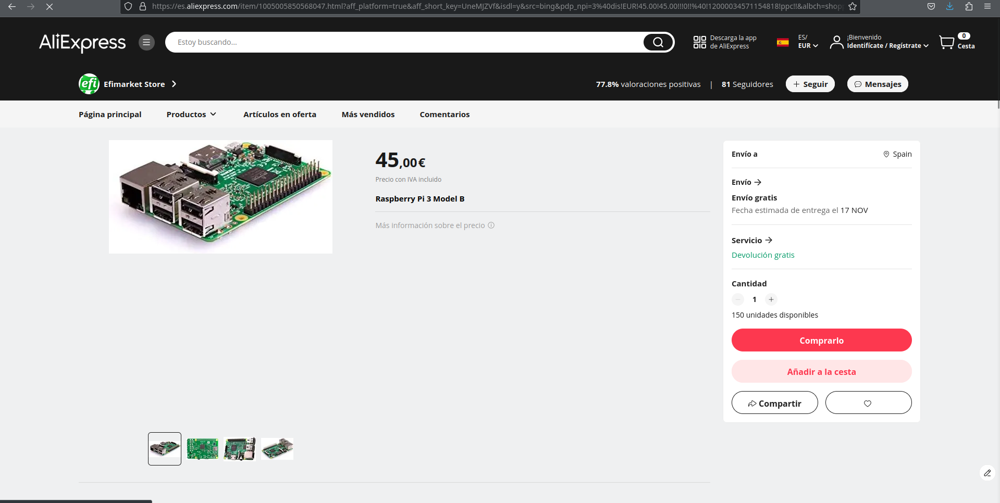 https://es.aliexpress.com/item/1005005850568047.html?aff_platform=true&aff_short_key=UneMJZVf&isdl=y&src=bing&pdp_npi=3%40dis!EUR!45.00!45.00!!!0!!%40!12000034571154818!ppc!!&albch=shop
AliExpress
Estoy buscando...
Descarga la app
de AliExpress
ES/
EUR
¡Bienvenido
Identifícate / Regístrate
0
Cesta
efi
Efimarket Store
77.8% valoraciones positivas | 81 Seguidores
+ Seguir
Mensajes
Página principal
Productos
Artículos en oferta
Más vendidos
Comentarios
45,00€
Precio con IVA incluido
Raspberry Pi 3 Model B
Más información sobre el precio
Envío a
Spain
Envío
Envío gratis
Fecha estimada de entrega el 17 NOV
Servicio
Devolución gratis
Cantidad
− 1 +
150 unidades disponibles
Comprarlo
Añadir a la cesta
Compartir